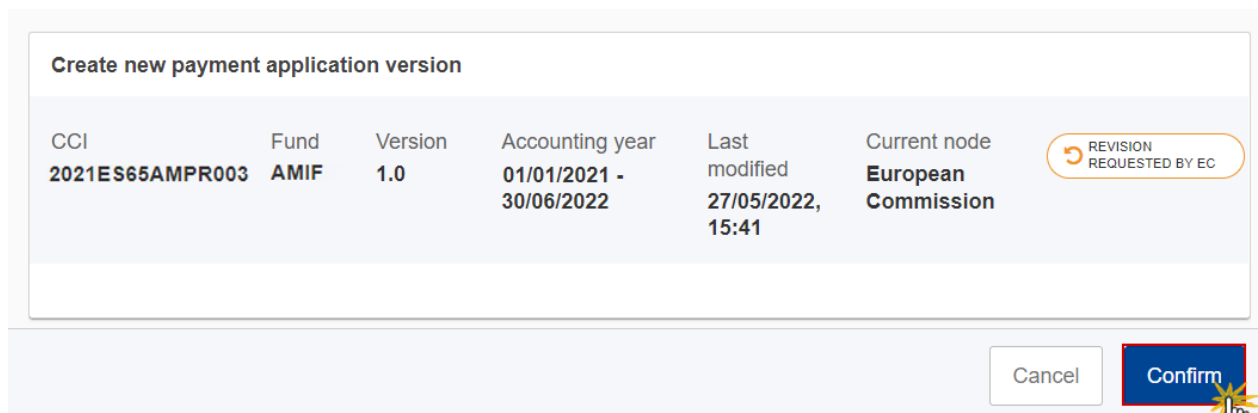 Create new payment application version
CCI
2021ES65AMPR003
Fund
AMIF
Version
1.0
Accounting year
01/01/2021 -
30/06/2022
Last
modified
27/05/2022,
15:41
Current node
European
Commission
REVISION
REQUESTED BY EC
Cancel
Confirm